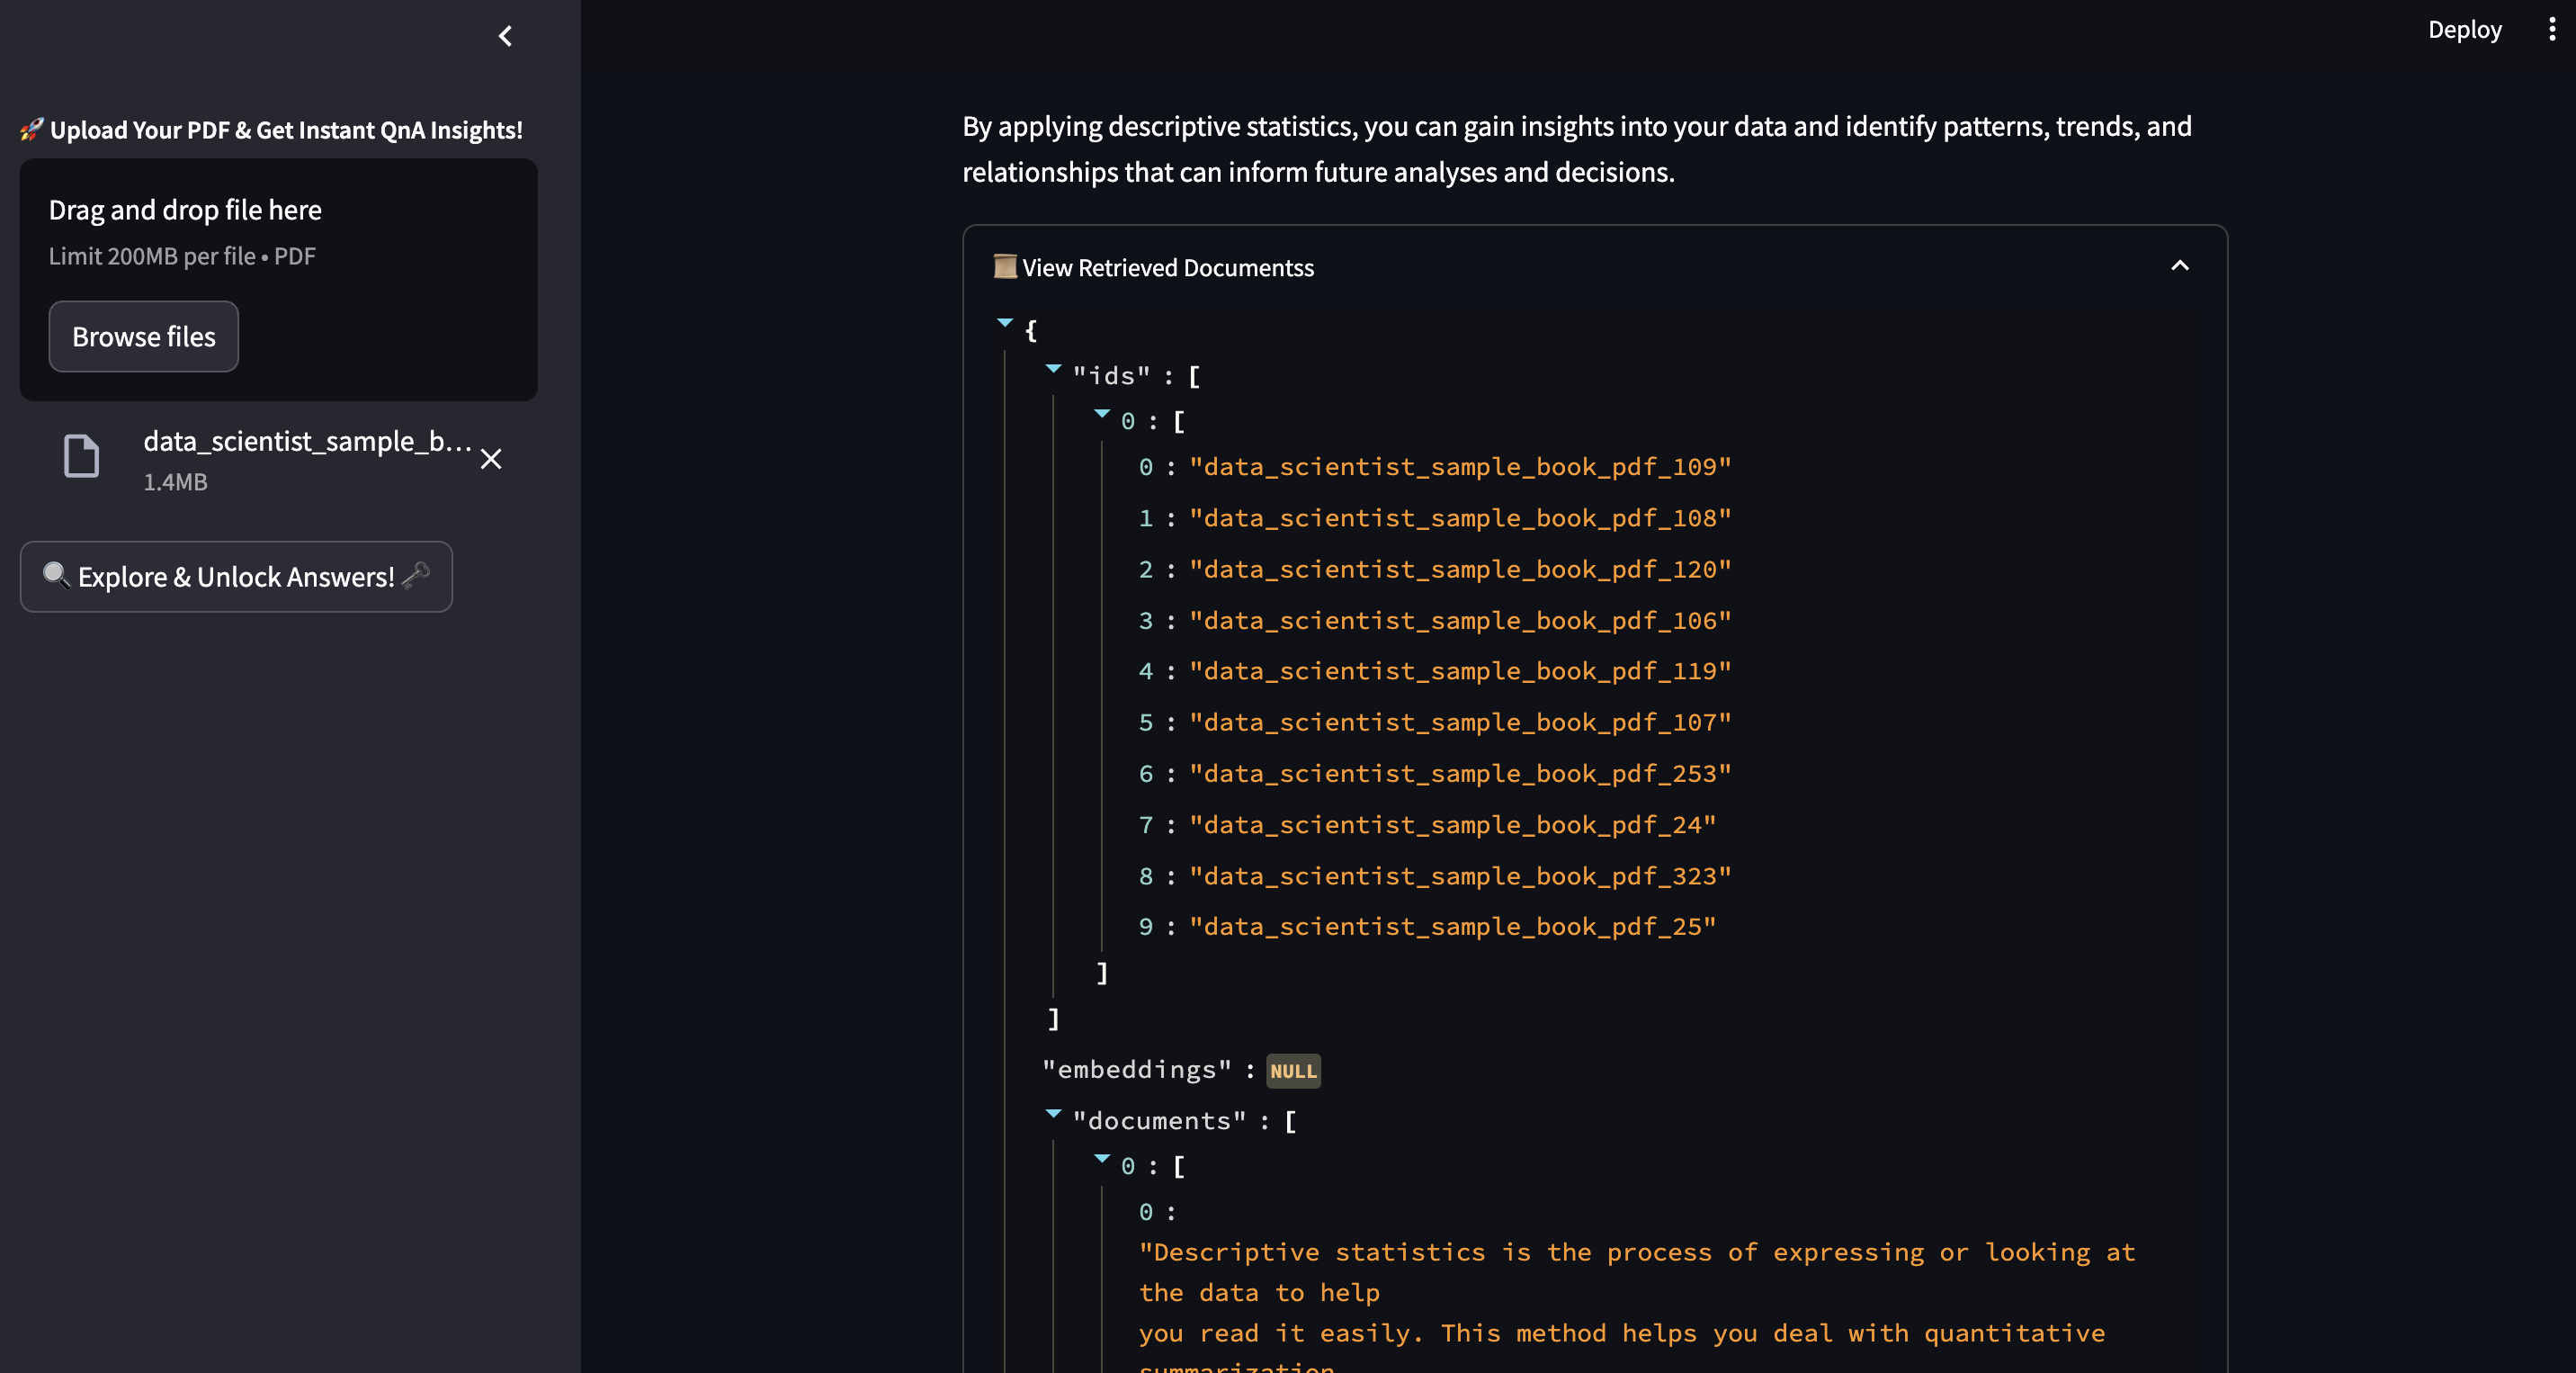 Deploy
🚀 Upload Your PDF & Get Instant QnA Insights!
Drag and drop file here
Limit 200MB per file • PDF
Browse files
data_scientist_sample_b...
1.4MB
🔍 Explore & Unlock Answers! 🗝️
By applying descriptive statistics, you can gain insights into your data and identify patterns, trends, and
relationships that can inform future analyses and decisions.
📜 View Retrieved Documentss
{
"ids" : [
0 : [
0 : "data_scientist_sample_book_pdf_109"
1 : "data_scientist_sample_book_pdf_108"
2 : "data_scientist_sample_book_pdf_120"
3 : "data_scientist_sample_book_pdf_106"
4 : "data_scientist_sample_book_pdf_119"
5 : "data_scientist_sample_book_pdf_107"
6 : "data_scientist_sample_book_pdf_253"
7 : "data_scientist_sample_book_pdf_24"
8 : "data_scientist_sample_book_pdf_323"
9 : "data_scientist_sample_book_pdf_25"
]
]
"embeddings" : NULL
"documents" : [
0 : [
0 :
"Descriptive statistics is the process of expressing or looking at
the data to help
you read it easily. This method helps you deal with quantitative
summarization